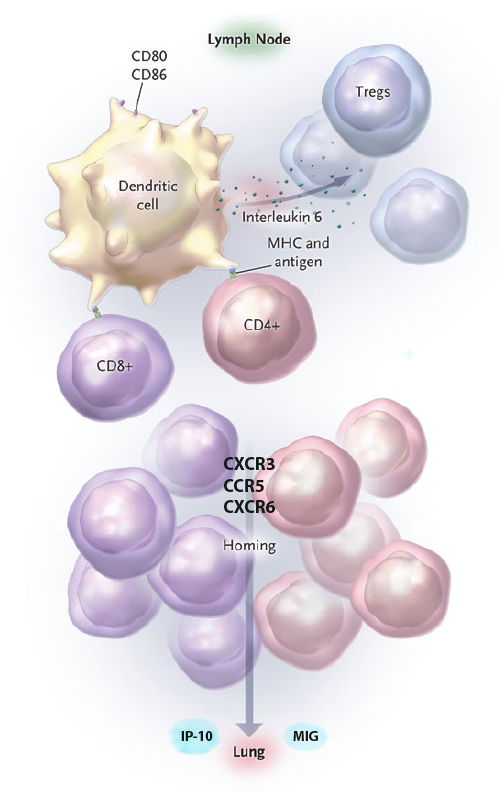 Lymph Node
CD80
CD86
Tregs
Dendritic
cell
Interleukin 6
MHC and
antigen
CD4+
CD8+
CXCR3
CCR5
CXCR6
Homing
IP-10
MIG
Lung